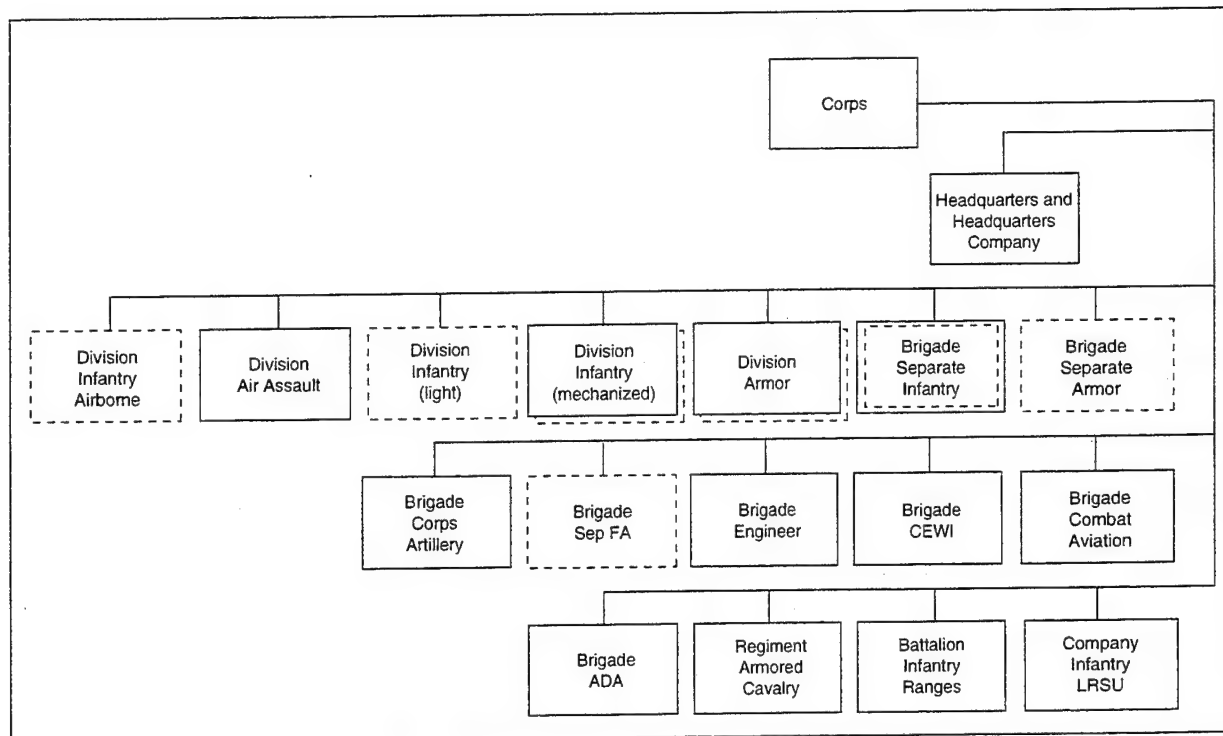 Corps
Headquarters and
Headquarters
Company
Division
Infantry
Airborne
Division
Air Assault
Division
Infantry
(light)
Division
Infantry
(mechanized)
Division
Armor
Brigade
Separate
Infantry
Brigade
Separate
Armor
Brigade
Corps
Artillery
Brigade
Sep FA
Brigade
Engineer
Brigade
CEWI
Brigade
Combat
Aviation
Brigade
ADA
Regiment
Armored
Cavalry
Battalion
Infantry
Ranges
Company
Infantry
LRSU